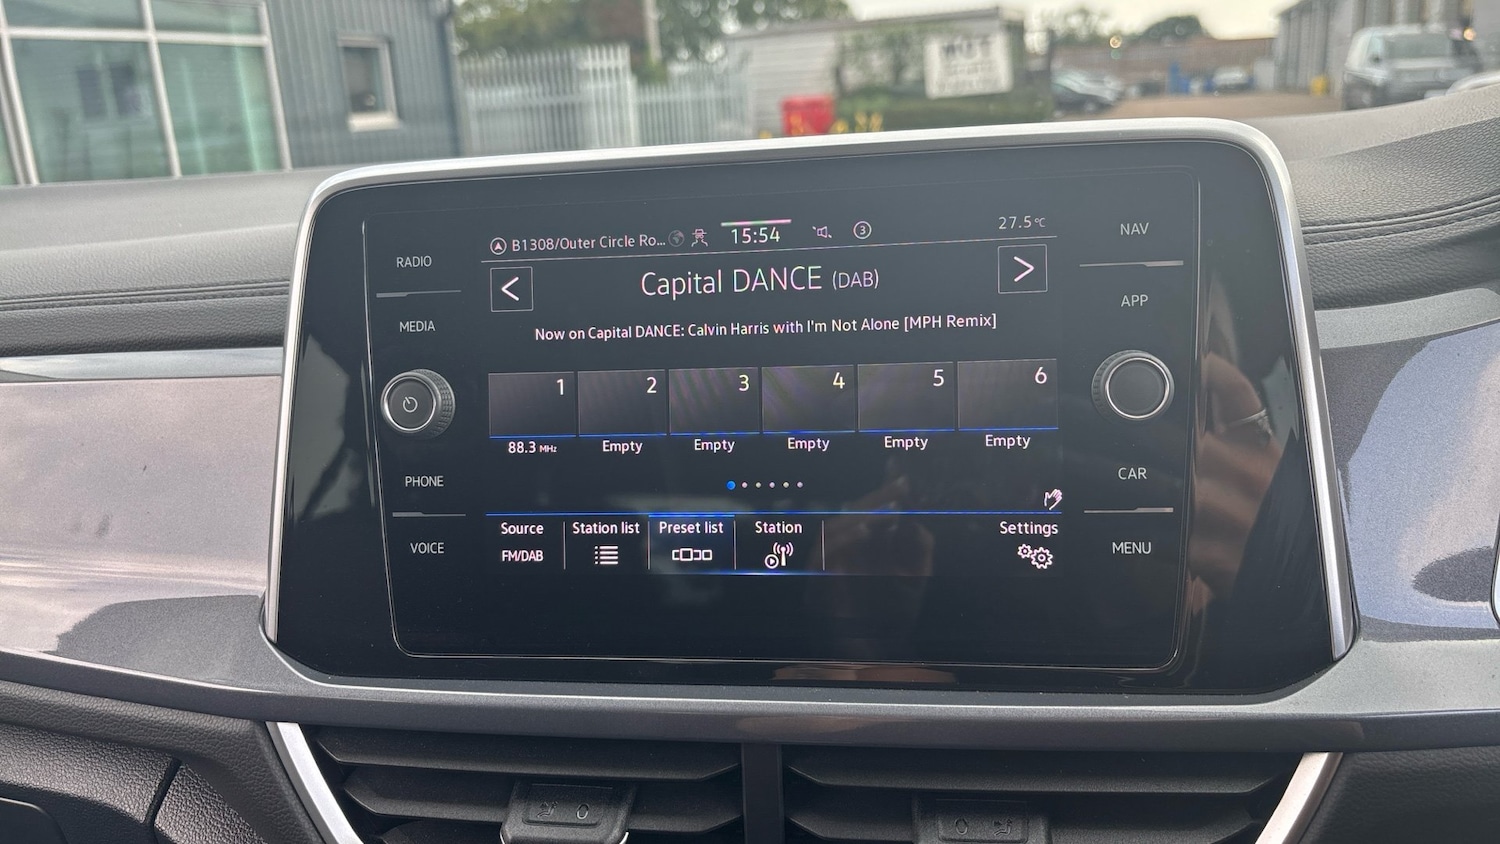 B1308/Outer Circle Ro...
15:54
3
27.5°C
RADIO
NAV
<
Capital DANCE (DAB)
>
MEDIA
APP
Now on Capital DANCE: Calvin Harris with I'm Not Alone [MPH Remix]
1 2 3 4 5 6
88.3 MHz Empty Empty Empty Empty Empty
PHONE
CAR
Source Station list Preset list Station Settings
FM/DAB
VOICE
MENU